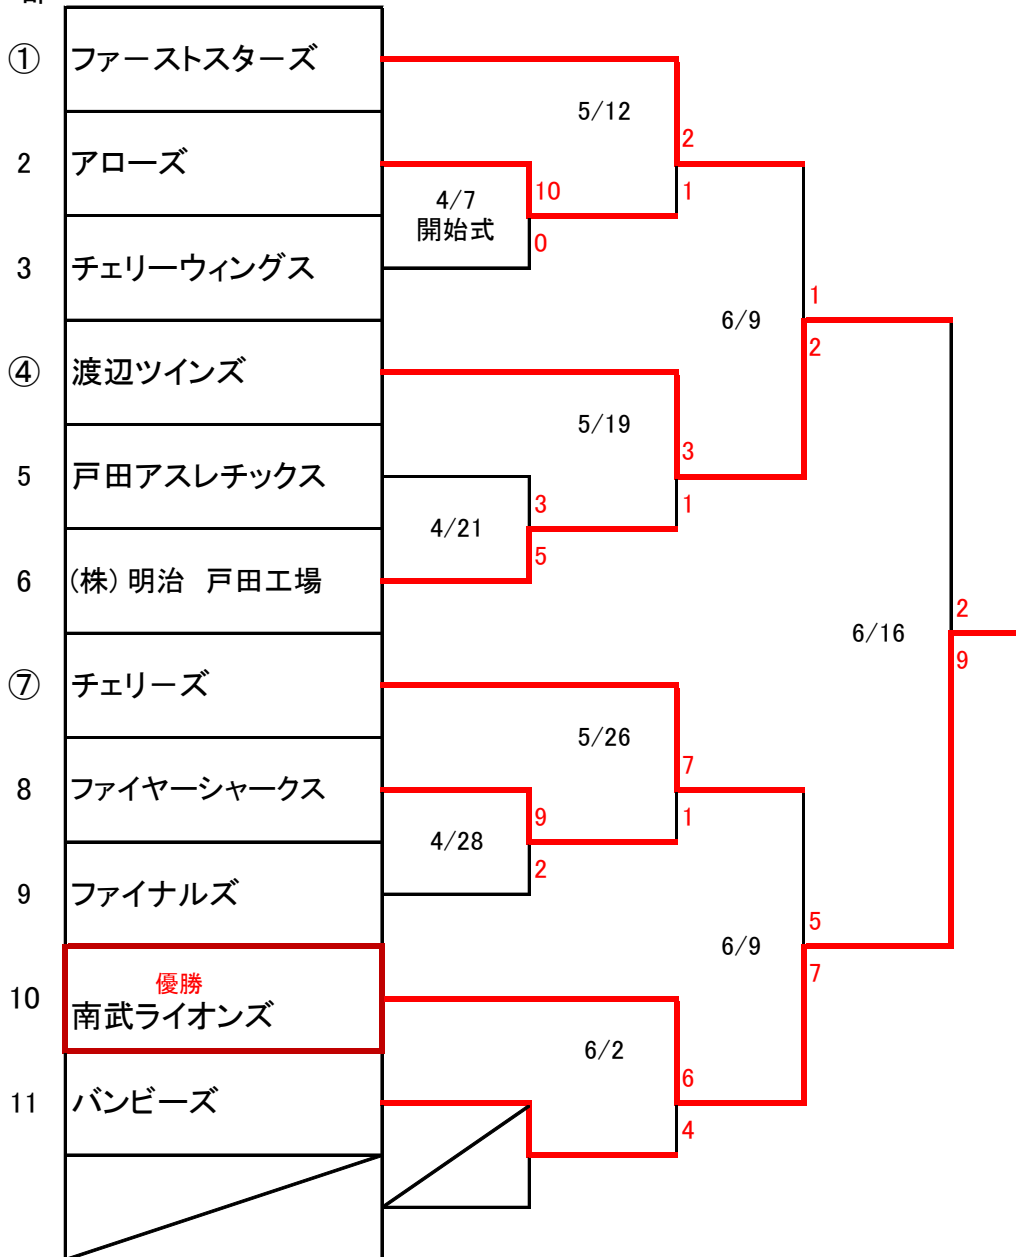 部
① ファーストスターズ
5/12
2
2 アローズ
10
1
4/7
開始式
0
3 チェリーウィングス
1
6/9
2
④ 渡辺ツインズ
5/19
3
5 戸田アスレチックス
3
1
4/21
5
6 (株)明治 戸田工場
2
6/16
9
⑦ チェリーズ
5/26
7
8 ファイヤーシャークス
9
1
4/28
2
9 ファイナルズ
5
6/9
7
優勝
10 南武ライオンズ
6/2
6
11 バンビーズ
4